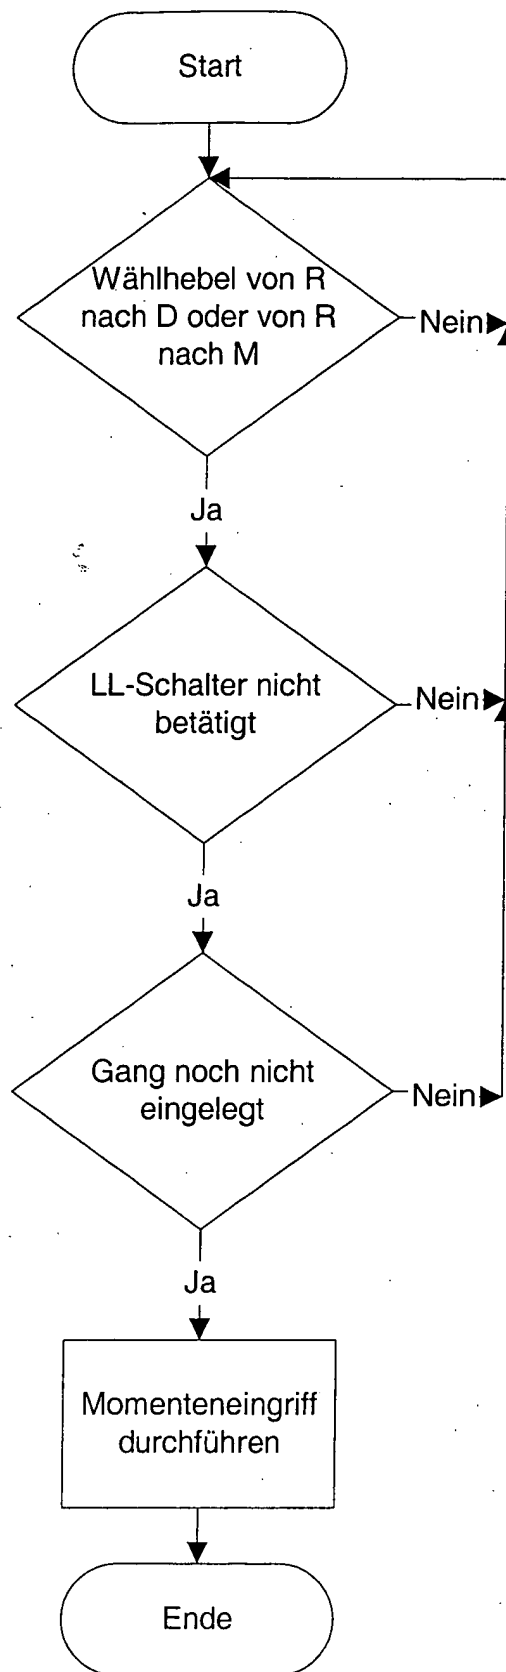 Start
Wählhebel von R
nach D oder von R
nach M
Nein
Ja
LL-Schalter nicht
betätigt
Nein
Ja
Gang noch nicht
eingelegt
Nein
Ja
Momenteneingriff
durchführen
Ende